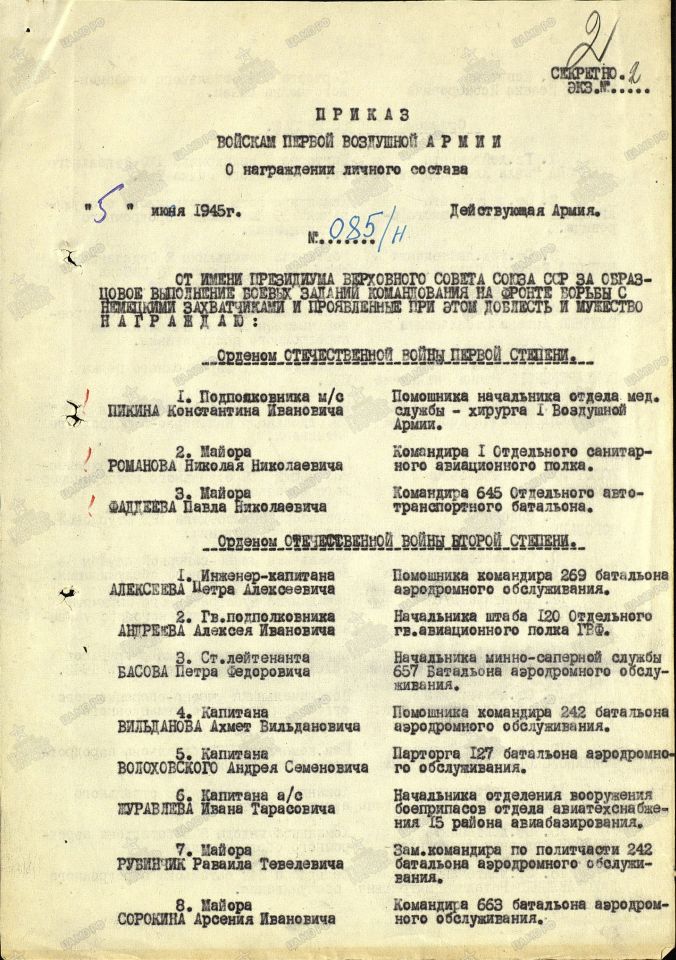 2
СЕКРЕТНО. 2
ЭКЗ.№.....
П Р И К А З
ВОЙСКАМ ПЕРВОЙ ВОЗДУШНОЙ АРМИИ
О награждении личного состава
"5" июня 1945г. Действующая Армия.
№ 085/н
ОТ ИМЕНИ ПРЕЗИДИУМА ВЕРХОВНОГО СОВЕТА СОЮЗА ССР ЗА ОБРАЗ-
ЦОВОЕ ВЫПОЛНЕНИЕ БОЕВЫХ ЗАДАНИЙ КОМАНДОВАНИЯ НА ФРОНТЕ БОРЬБЫ С
НЕМЕЦКИМИ ЗАХВАТЧИКАМИ И ПРОЯВЛЕННЫЕ ПРИ ЭТОМ ДОБЛЕСТЬ И МУЖЕСТВО
Н А Г Р А Ж Д А Ю :
Орденом ОТЕЧЕСТВЕННОЙ ВОЙНЫ ПЕРВОЙ СТЕПЕНИ.
1. Подполковника м/с Помошника начальника отдела мед.
ПИКИНА Константина Ивановича службы - хирурга I Воздушной
Армии.
2. Майора Командира I Отдельного санитар-
РОМАНОВА Николая Николаевича ного авиационного полка.
3. Майора Командира 645 Отдельного авто-
ФАДДЕЕВА Павла Николаевича транспортного батальона.
Орденом ОТЕЧЕСТВЕННОЙ ВОЙНЫ ВТОРОЙ СТЕПЕНИ.
1. Инженер-капитана Помошника командира 269 батальона
АЛЕКСЕЕВА Петра Алексеевича аэродромного обслуживания.
2. Гв.подполковника Начальника штаба 120 Отдельного
АНДРЕЕВА Алексея Ивановича гв.авиационного полка ГВФ.
3. Ст.лейтенанта Начальника минно-саперной службы
БАСОВА Петра Федоровича 657 Батальона аэродромного обслу-
живания.
4. Капитана Помошника командира 242 батальона
ВИЛЬДАНОВА Ахмет Вильдановича аэродромного обслуживания.
5. Капитана Парторга 127 батальона аэродромно-
ВОЛОХОВСКОГО Андрея Семеновича го обслуживания.
6. Капитана а/с Начальника отделения вооружения
ЖУРАВЛЕВА Ивана Тарасовича боеприпасов отдела авиатехснабже-
ния 15 района авиабазирования.
7. Майора Зам.командира по политчасти 242
РУБИНЧИК Раваила Тевелевича батальона аэродромного обслужи-
вания.
8. Майора Командира 663 батальона аэродром-
СОРОКИНА Арсения Ивановича ного обслуживания.